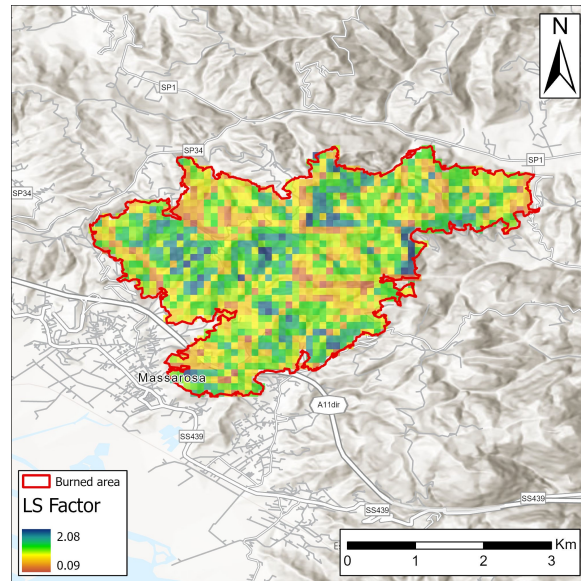 N
SP1
SP34
SP1
SP34
Massarosa
A11dir
SS439
Burned area
LS Factor
2.08
0.09
SS439
SS439
Km
0 1 2 3